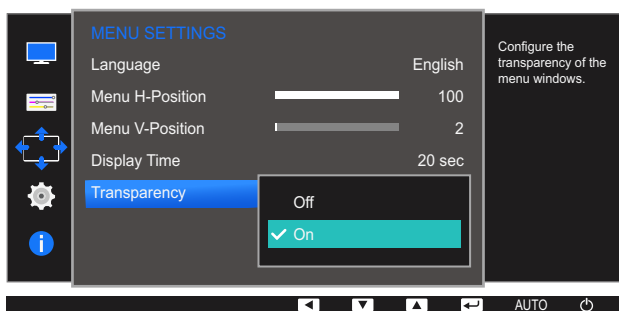 MENU SETTINGS
Language English
Menu H-Position 100
Menu V-Position 2
Display Time 20 sec
Transparency
Off
On
Configure the
transparency of the
menu windows.
i
AUTO